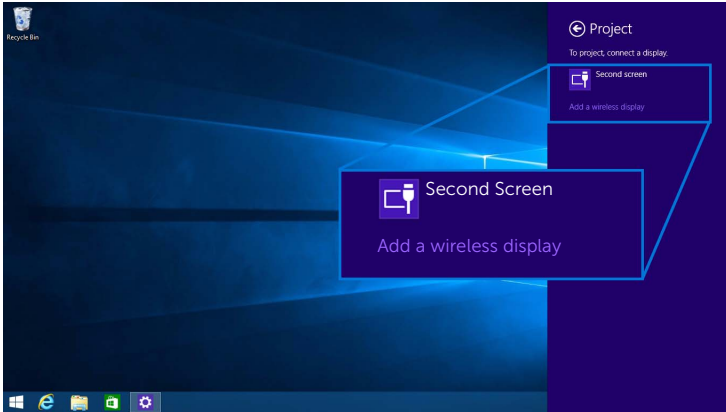 Recycle Bin
Project
To project, connect a display.
Second screen
Add a wireless display
Second Screen
Add a wireless display